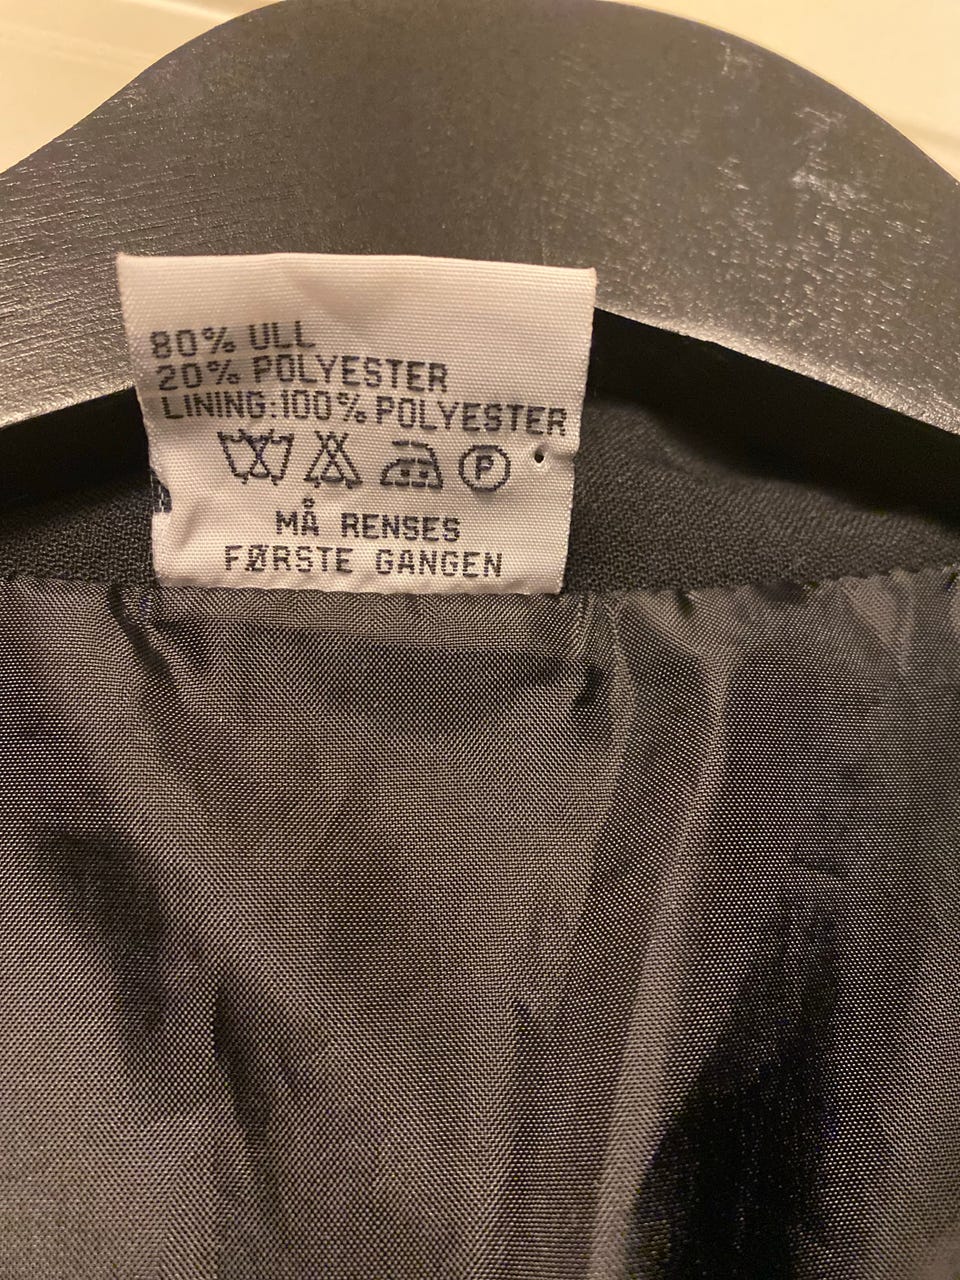 80% ULL
20% POLYESTER
LINING:100% POLYESTER
P
MÅ RENSES
FØRSTE GANGEN